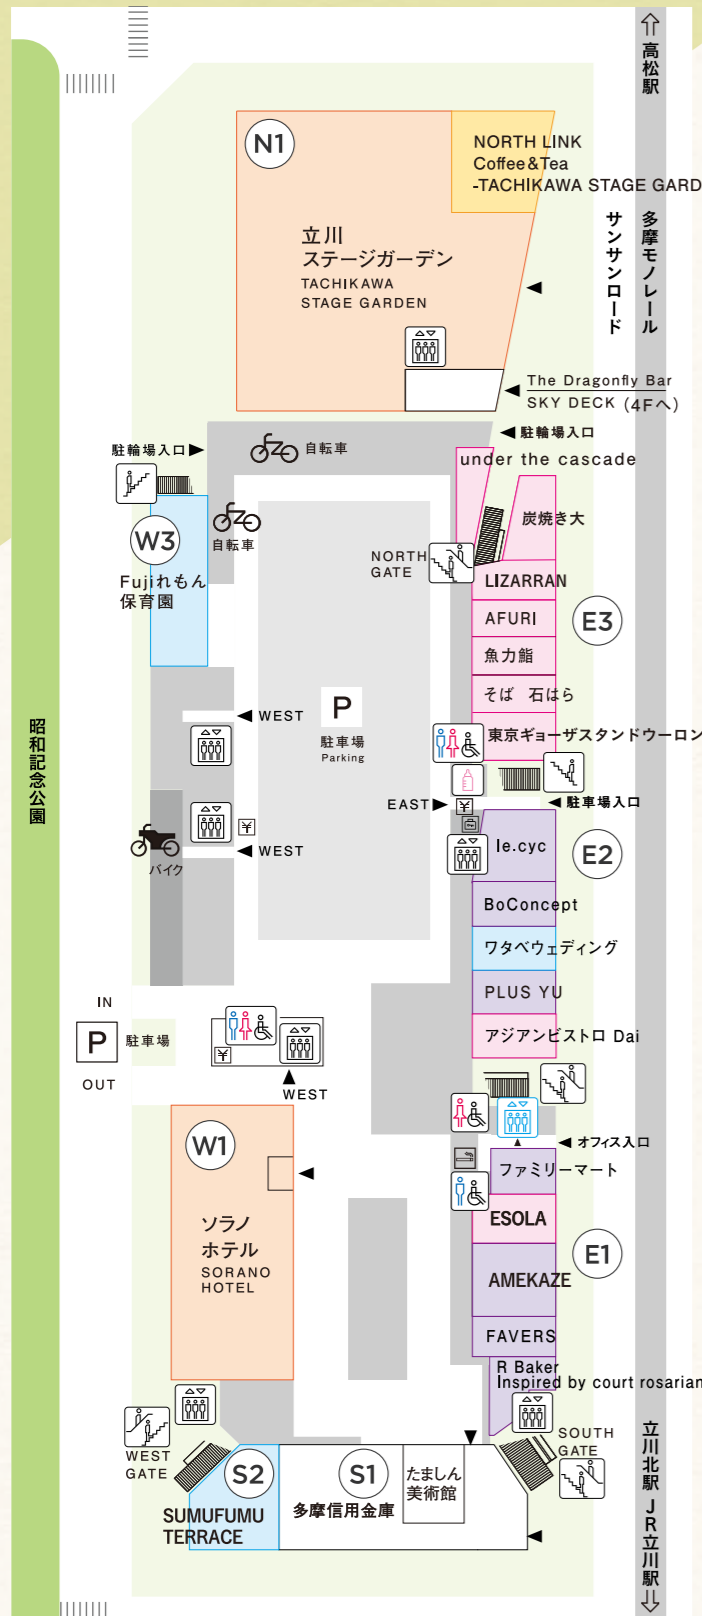 高松駅
N1
NORTH LINK
Coffee&Tea
-TACHIKAWA STAGE GARD
立川
ステージガーデン
TACHIKAWA
STAGE GARDEN
サンサンロード
多摩モノレール
The Dragonfly Bar
SKY DECK (4Fへ)
駐輪場入口
自転車
駐輪場入口
under the cascade
炭焼き大
W3
自転車
Fujiれもん
保育園
NORTH
GATE
LIZARRAN
AFURI
E3
魚力鮨
そば 石はら
東京ギョーザスタンドウーロン
WEST
P
駐車場
Parking
昭和記念公園
EAST
¥
駐車場入口
¥
WEST
バイク
le.cyc
E2
BoConcept
ワタベウェディング
PLUS YU
アジアンビストロ Dai
IN
P
駐車場
OUT
¥
WEST
オフィス入口
W1
ファミリーマート
ソラノ
ホテル
SORANO
HOTEL
ESOLA
E1
AMEKAZE
FAVERS
R Baker
Inspired by court rosarian
WEST
GATE
SOUTH
GATE
S2
S1
たましん
美術館
多摩信用金庫
SUMUFUMU
TERRACE
立川北駅
JR立川駅